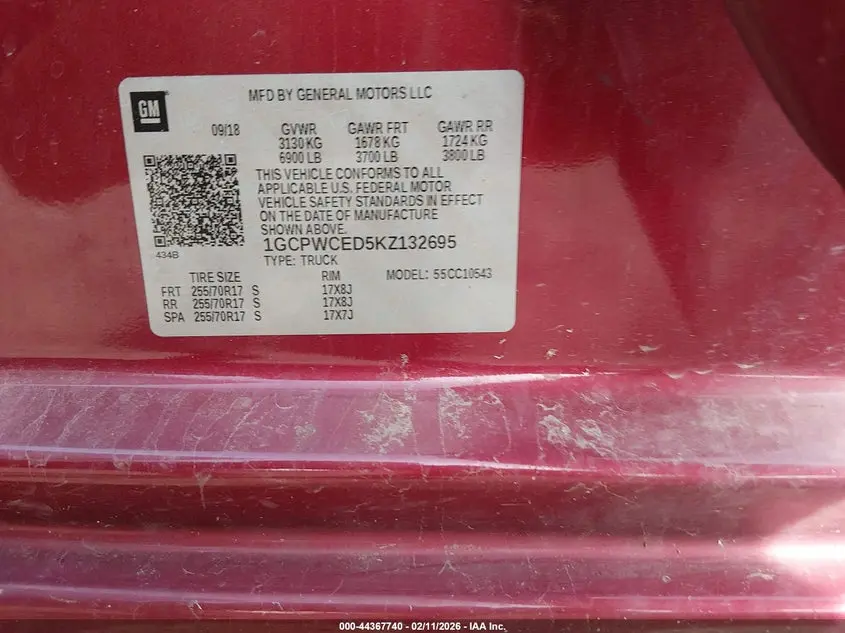 GM
MFD BY GENERAL MOTORS LLC
09/18 GVWR GAWR FRT GAWR RR
3130 KG 1678 KG 1724 KG
6900 LB 3700 LB 3800 LB
THIS VEHICLE CONFORMS TO ALL
APPLICABLE U.S. FEDERAL MOTOR
VEHICLE SAFETY STANDARDS IN EFFECT
ON THE DATE OF MANUFACTURE
SHOWN ABOVE.
434B
1GCPWCED5KZ132695
TYPE: TRUCK
TIRE SIZE RIM MODEL: 55CC10543
FRT 255/70R17 S 17X8J
RR 255/70R17 S 17X8J
SPA 255/70R17 S 17X7J
000-44367740 - 02/11/2026 - IAA Inc.